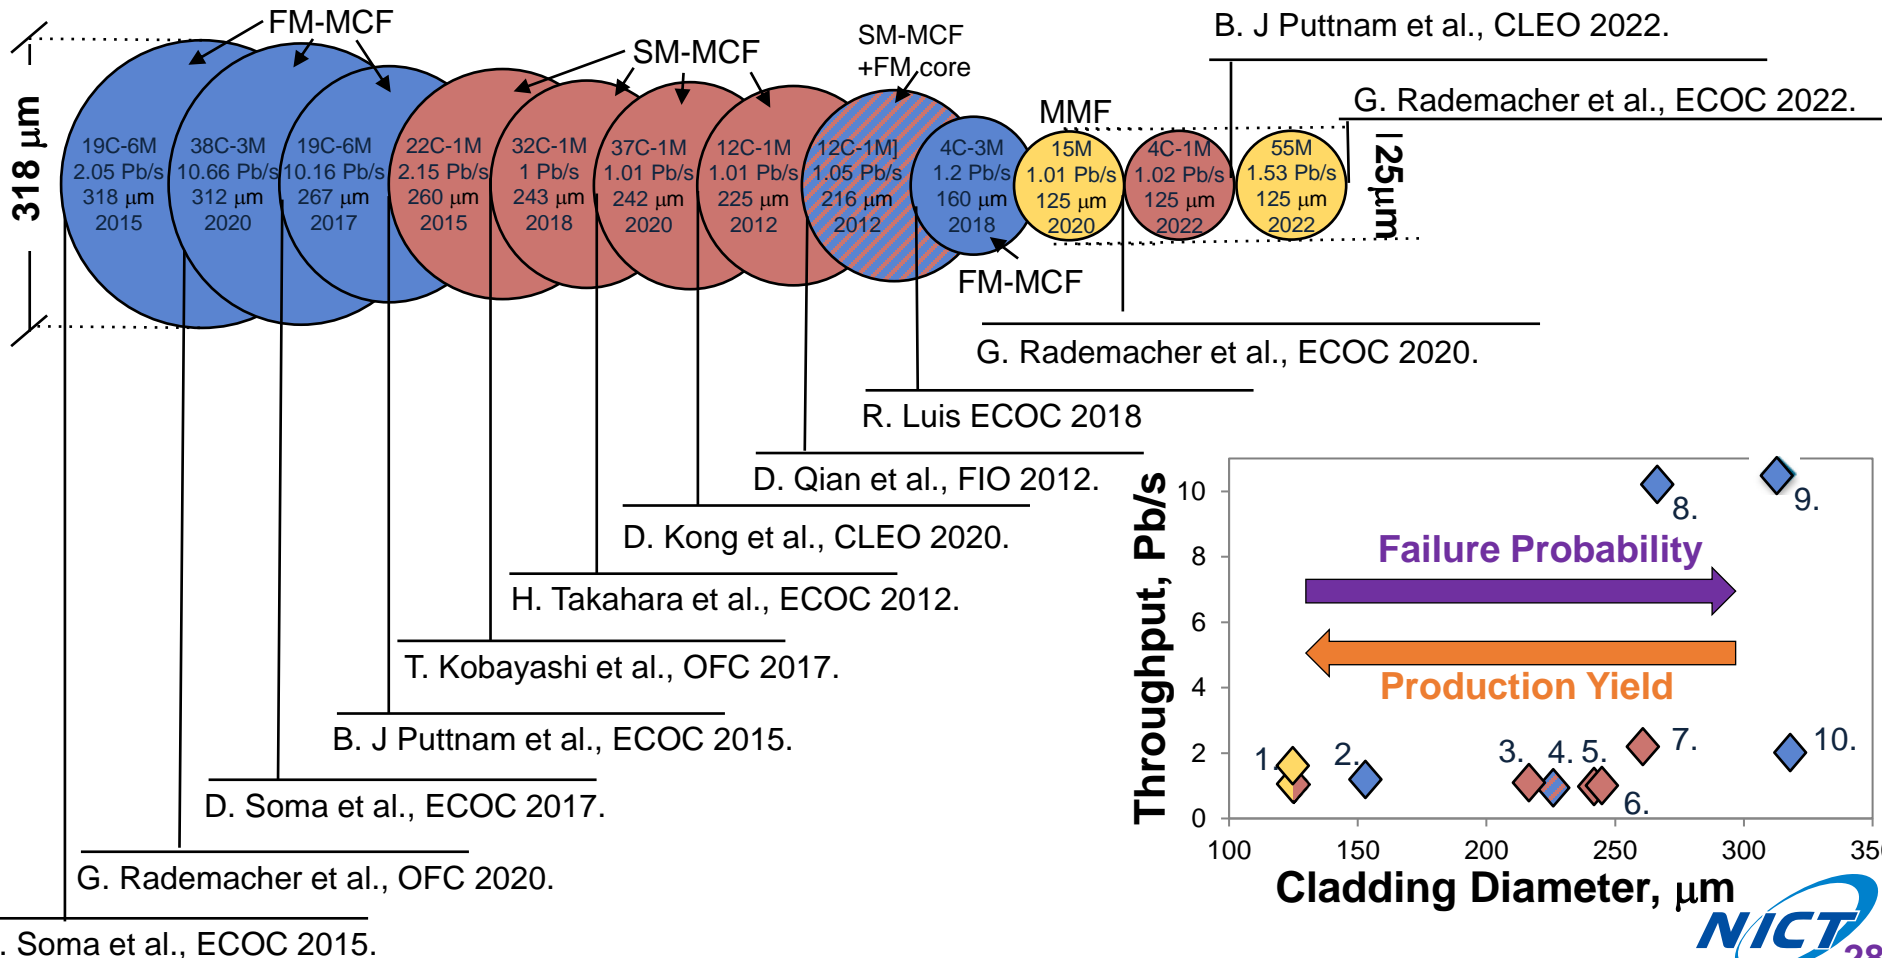 FM-MCF
SM-MCF
SM-MCF
+FM core
MMF
FM-MCF
318 μm
125μm
19C-6M
2.05 Pb/s
318 μm
2015
38C-3M
10.66 Pb/s
312 μm
2020
19C-6M
10.16 Pb/s
267 μm
2017
22C-1M
2.15 Pb/s
260 μm
2015
32C-1M
1 Pb/s
243 μm
2018
37C-1M
1.01 Pb/s
242 μm
2020
12C-1M
1.01 Pb/s
225 μm
2012
12C-1M]
1.05 Pb/s
216 μm
2012
4C-3M
1.2 Pb/s
160 μm
2018
15M
1.01 Pb/s
125 μm
2020
4C-1M
1.02 Pb/s
125 μm
2022
55M
1.53 Pb/s
125 μm
2022
B. J Puttnam et al., CLEO 2022.
G. Rademacher et al., ECOC 2022.
G. Rademacher et al., ECOC 2020.
R. Luis ECOC 2018
D. Qian et al., FIO 2012.
D. Kong et al., CLEO 2020.
H. Takahara et al., ECOC 2012.
T. Kobayashi et al., OFC 2017.
B. J Puttnam et al., ECOC 2015.
D. Soma et al., ECOC 2017.
G. Rademacher et al., OFC 2020.
. Soma et al., ECOC 2015.
Throughput, Pb/s
10
8
6
4
2
0
8.
9.
Failure Probability
Production Yield
1.
2.
3.
4.
5.
6.
7.
10.
100
150
200
250
300
35
Cladding Diameter, μm
NICT
28